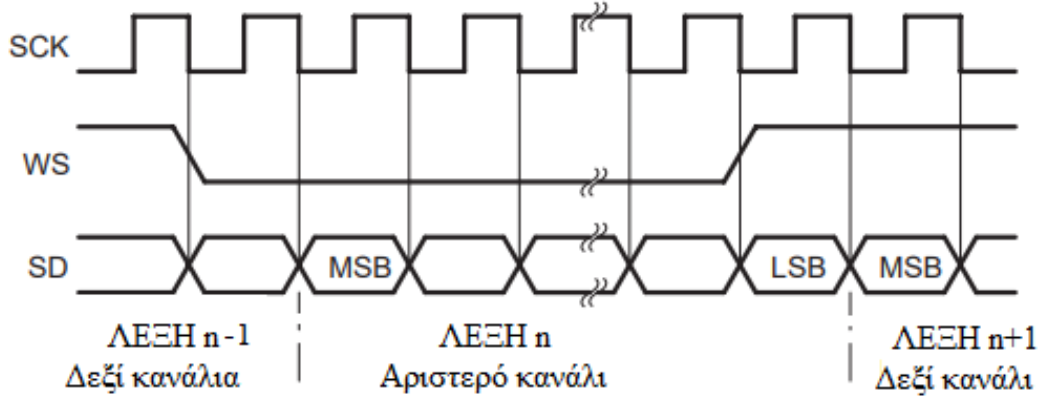 SCK
WS
SD MSB LSB MSB
ΛΕΞΗ n-1 ΛΕΞΗ n ΛΕΞΗ n+1
Δεξί κανάλια Αριστερό κανάλι Δεξί κανάλι